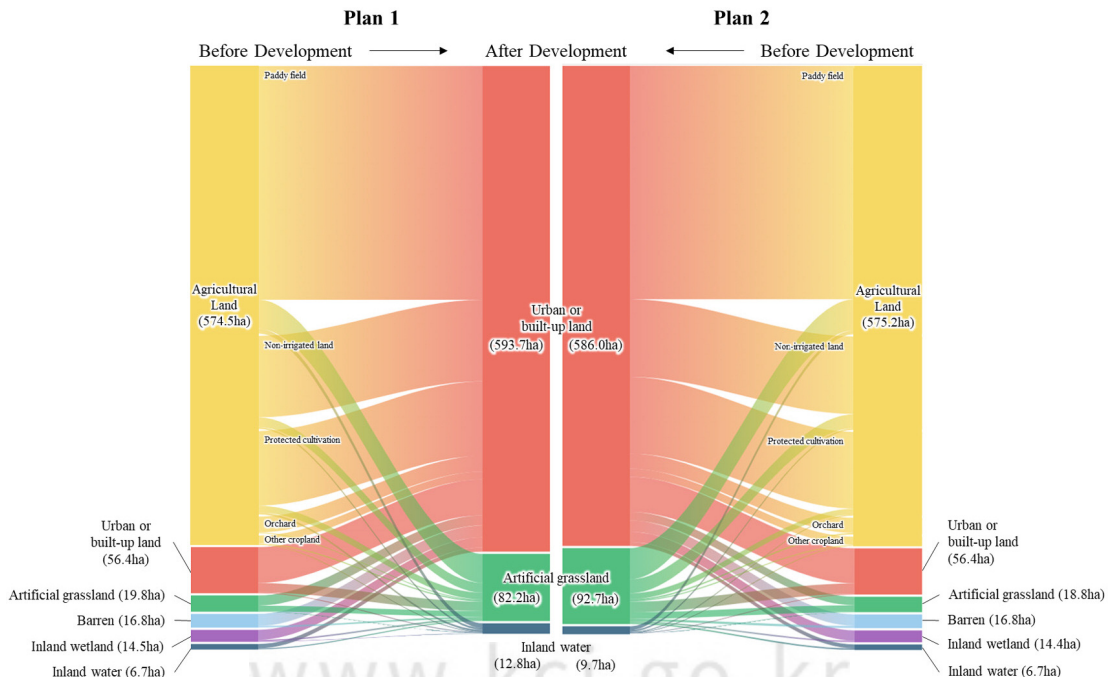 Plan 1
Plan 2
Before Development
After Development
Before Development
Paddy field
Paddy field
Agricultural
Land
(574.5ha)
Agricultural
Land
(575.2ha)
Urban or
built-up land
(593.7ha)
(586.0ha)
Non-irrigated land
Non-irrigated land
Protected cultivation
Protected cultivation
Orchard
Orchard
Other cropland
Other cropland
Urban or
built-up land
(56.4ha)
Urban or
built-up land
(56.4ha)
Artificial grassland
(82.2ha)
(92.7ha)
Artificial grassland (19.8ha)
Artificial grassland (18.8ha)
Barren (16.8ha)
Barren (16.8ha)
Inland wetland (14.5ha)
Inland wetland (14.4ha)
Inland water
(12.8ha)
(9.7ha)
Inland water (6.7ha)
Inland water (6.7ha)
www.kci.go.kr